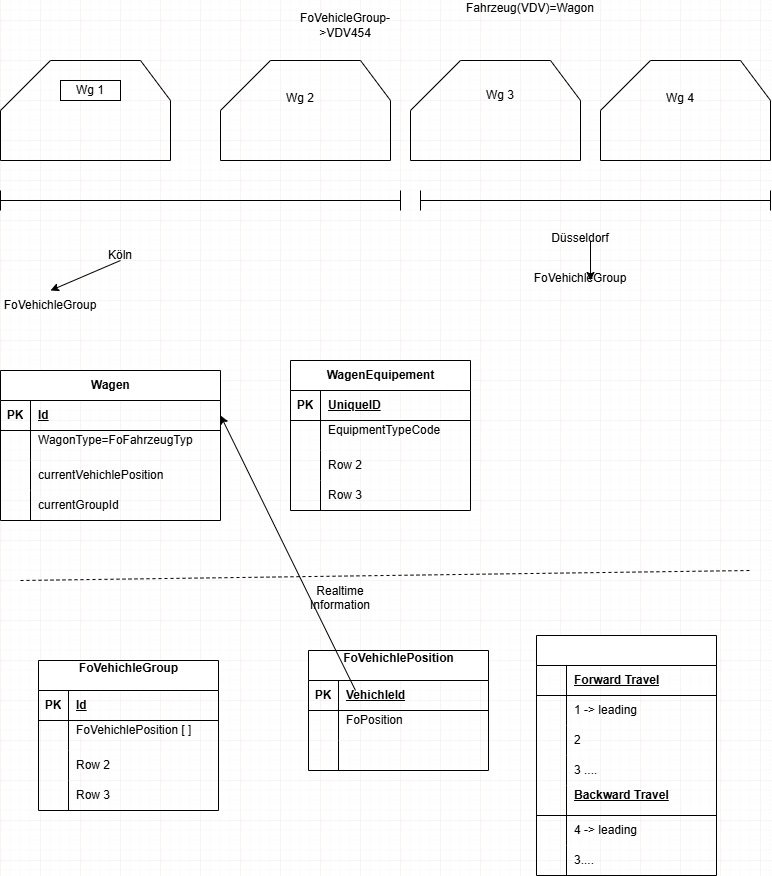 FoVehicleGroup-
>VDV454
Fahrzeug(VDV)=Wagon
Wg 1
Wg 2
Wg 3
Wg 4
Köln
FoVehichleGroup
Düsseldorf
FoVehichleGroup
Wagen
PK Id
WagonType=FoFahrzeugTyp
currentVehichlePosition
currentGroupId
WagenEquipement
PK UniqueID
EquipmentTypeCode
Row 2
Row 3
Realtime
Information
FoVehichleGroup
PK Id
FoVehichlePosition [ ]
Row 2
Row 3
FoVehichlePosition
PK VehichleId
FoPosition
Forward Travel
1 -> leading
2
3 ....
Backward Travel
4 -> leading
3....